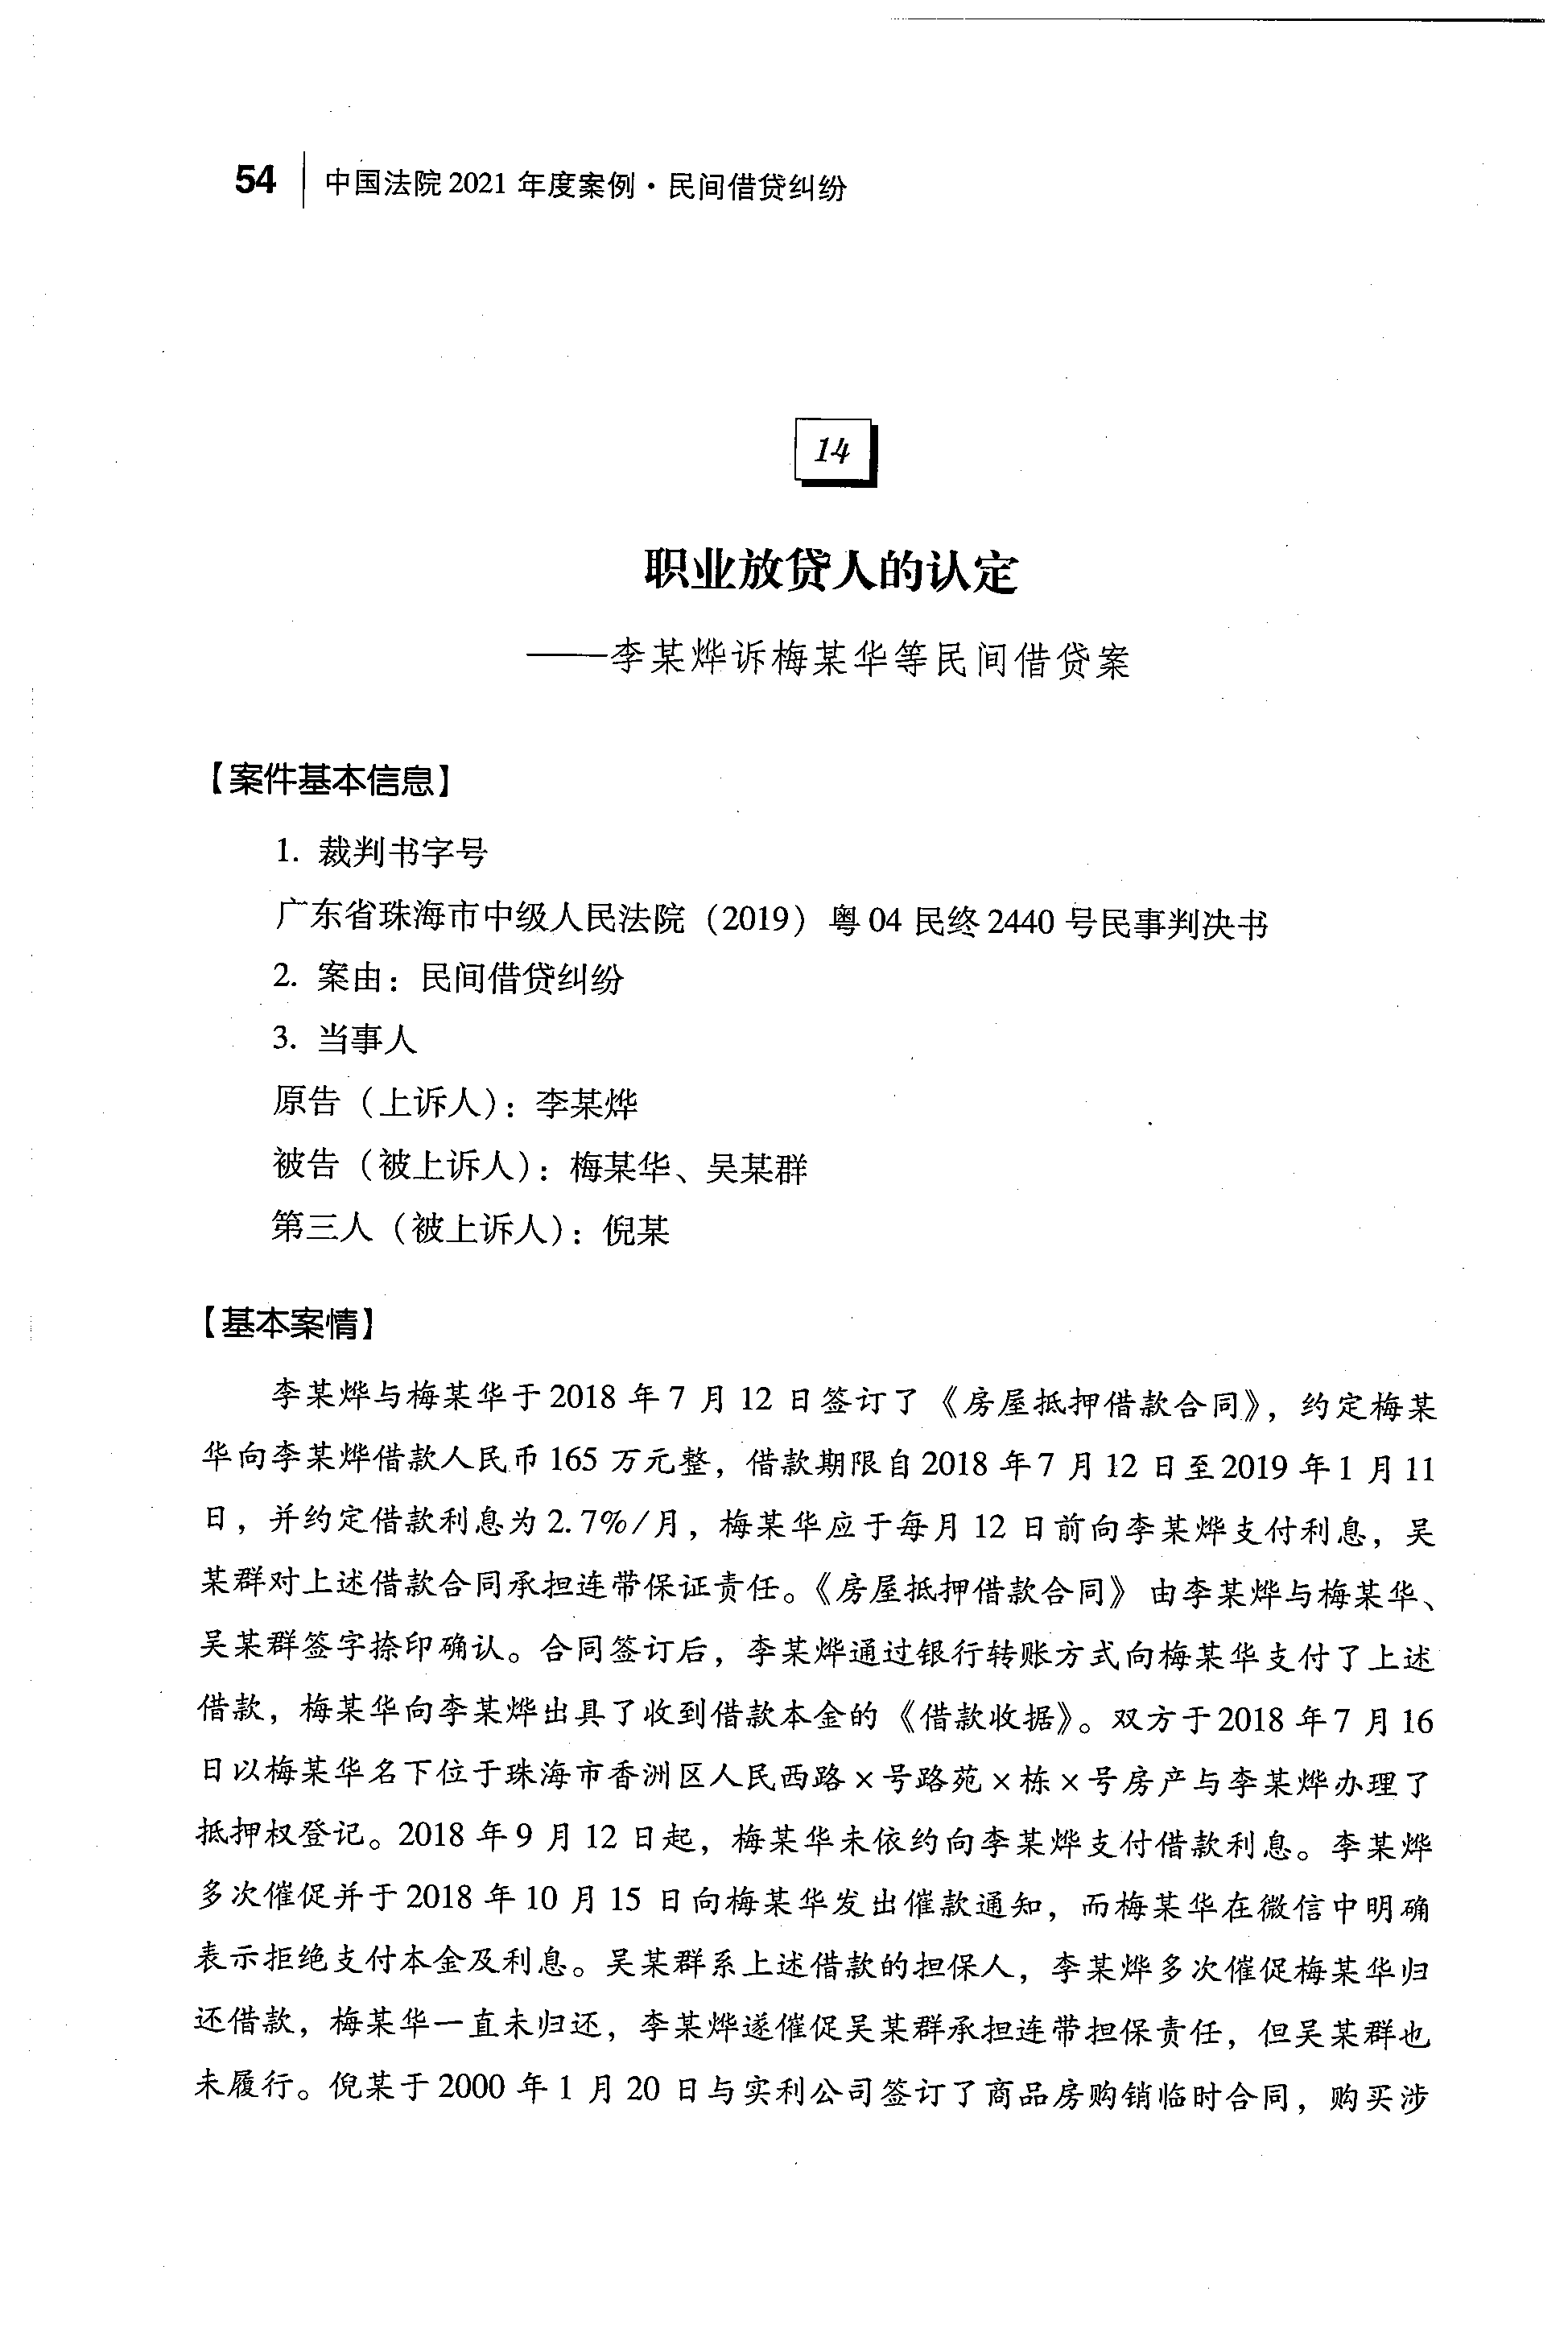 54 中国法院2021年度案例·民间借贷纠纷
14
职业放贷人的认定
——李某烨诉梅某华等民间借贷案
【案件基本信息】
1. 裁判书字号
广东省珠海市中级人民法院（2019）粤04民终2440号民事判决书
2. 案由：民间借贷纠纷
3. 当事人
原告（上诉人）：李某烨
被告（被上诉人）：梅某华、吴某群
第三人（被上诉人）：倪某
【基本案情】
李某烨与梅某华于2018年7月12日签订了《房屋抵押借款合同》，约定梅某
华向李某烨借款人民币165万元整，借款期限自2018年7月12日至2019年1月11
日，并约定借款利息为2.7%/月，梅某华应于每月12日前向李某烨支付利息，吴
某群对上述借款合同承担连带保证责任。《房屋抵押借款合同》由李某烨与梅某华、
吴某群签字捺印确认。合同签订后，李某烨通过银行转账方式向梅某华支付了上述
借款，梅某华向李某烨出具了收到借款本金的《借款收据》。双方于2018年7月16
日以梅某华名下位于珠海市香洲区人民西路×号路苑×栋×号房产与李某烨办理了
抵押权登记。2018年9月12日起，梅某华未依约向李某烨支付借款利息。李某烨
多次催促并于2018年10月15日向梅某华发出催款通知，而梅某华在微信中明确
表示拒绝支付本金及利息。吴某群系上述借款的担保人，李某烨多次催促梅某华归
还借款，梅某华一直未归还，李某烨遂催促吴某群承担连带担保责任，但吴某群也
未履行。倪某于2000年1月20日与实利公司签订了商品房购销临时合同，购买涉